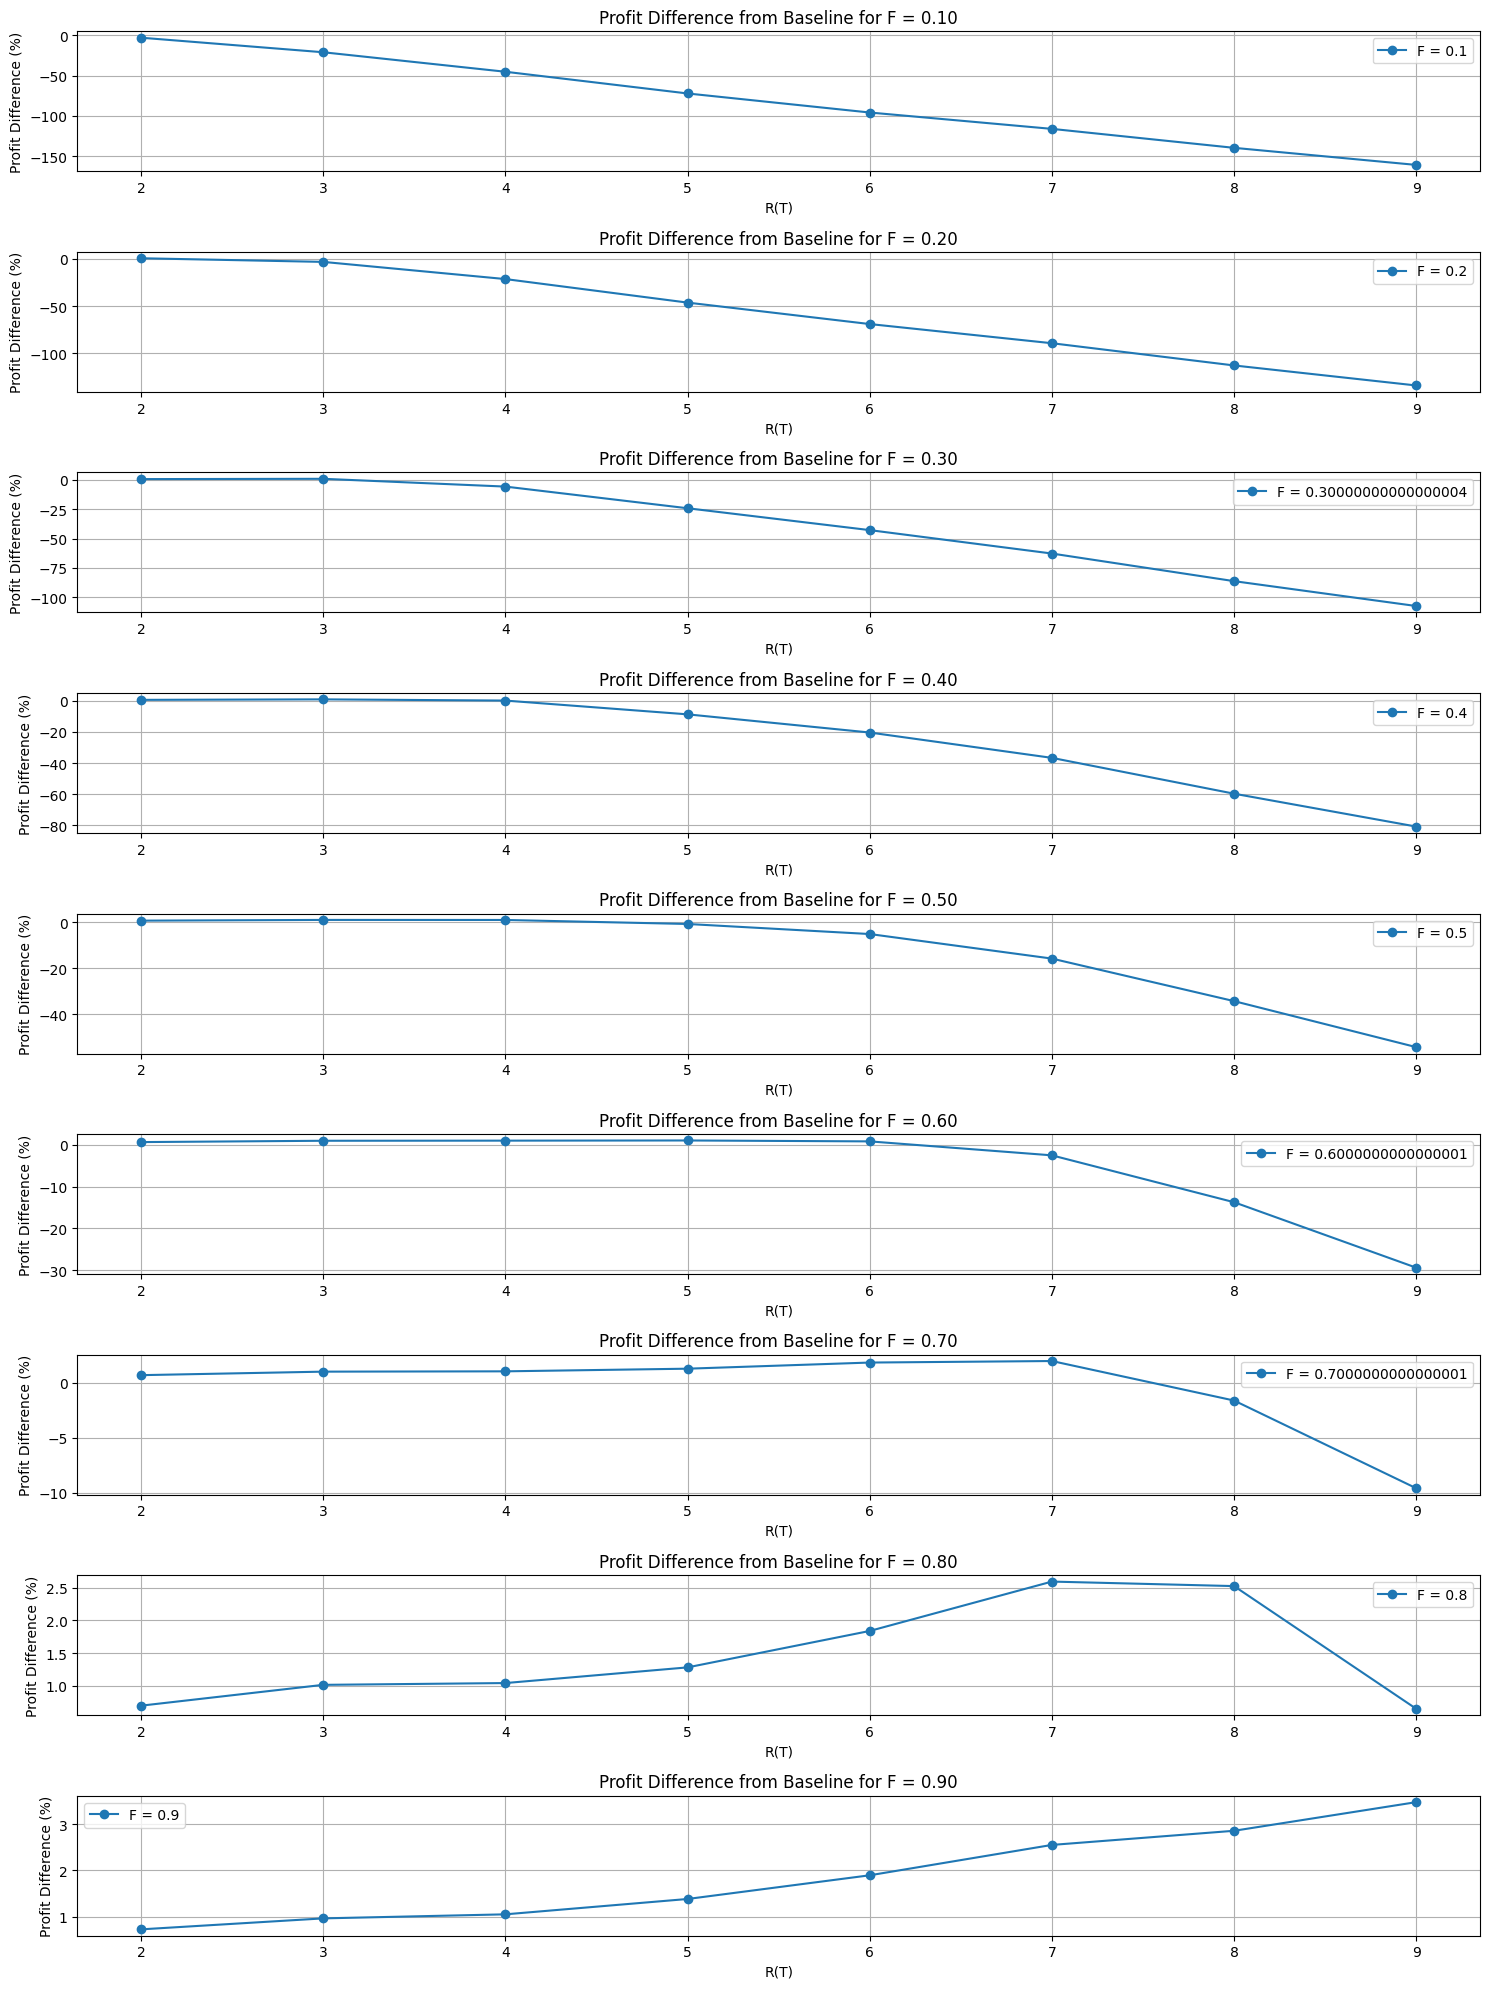 Profit Difference from Baseline for F = 0.10
Profit Difference (%)
0
−50
−100
−150
F = 0.1
2 3 4 5 6 7 8 9
R(T)
Profit Difference from Baseline for F = 0.20
Profit Difference (%)
0
−50
−100
F = 0.2
2 3 4 5 6 7 8 9
R(T)
Profit Difference from Baseline for F = 0.30
Profit Difference (%)
0
−25
−50
−75
−100
F = 0.30000000000000004
2 3 4 5 6 7 8 9
R(T)
Profit Difference from Baseline for F = 0.40
Profit Difference (%)
0
−20
−40
−60
−80
F = 0.4
2 3 4 5 6 7 8 9
R(T)
Profit Difference from Baseline for F = 0.50
Profit Difference (%)
0
−20
−40
F = 0.5
2 3 4 5 6 7 8 9
R(T)
Profit Difference from Baseline for F = 0.60
Profit Difference (%)
0
−10
−20
−30
F = 0.6000000000000001
2 3 4 5 6 7 8 9
R(T)
Profit Difference from Baseline for F = 0.70
Profit Difference (%)
0
−5
−10
F = 0.7000000000000001
2 3 4 5 6 7 8 9
R(T)
Profit Difference from Baseline for F = 0.80
Profit Difference (%)
2.5
2.0
1.5
1.0
F = 0.8
2 3 4 5 6 7 8 9
R(T)
Profit Difference from Baseline for F = 0.90
Profit Difference (%)
3
2
1
F = 0.9
2 3 4 5 6 7 8 9
R(T)